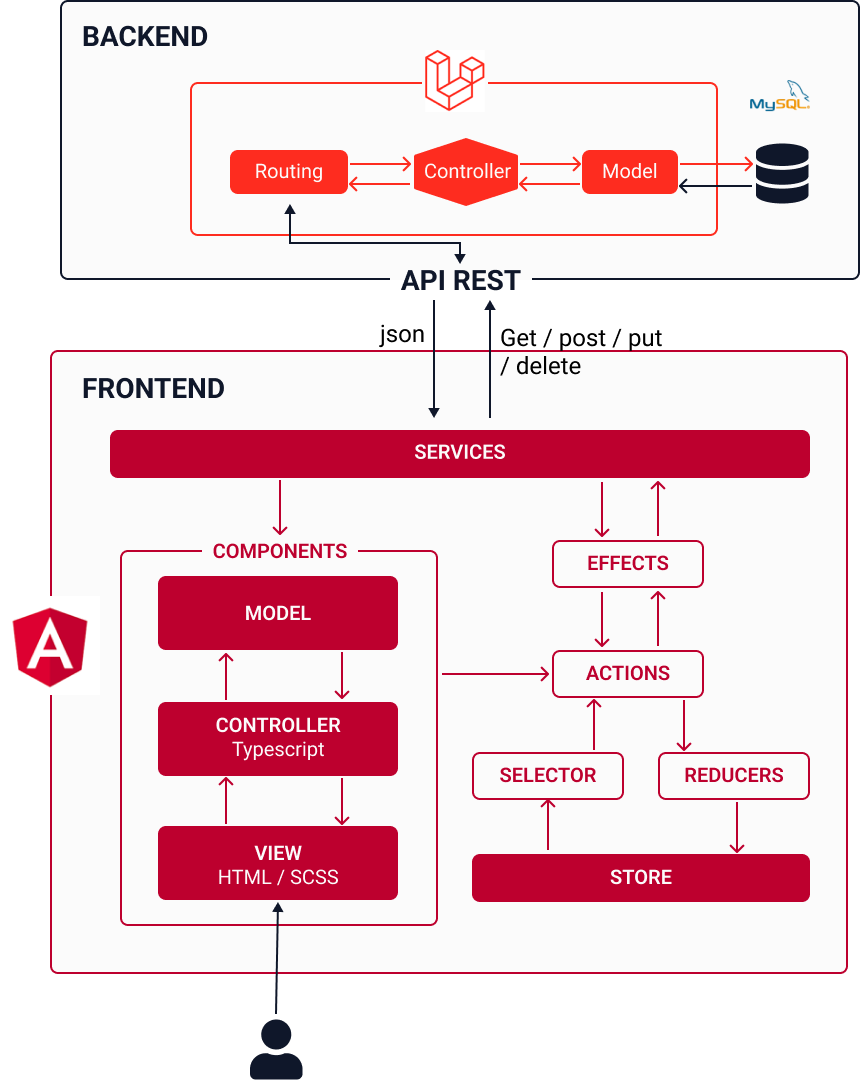 BACKEND
MySQL
Routing
Controller
Model
API REST
json
Get / post / put
/ delete
FRONTEND
SERVICES
COMPONENTS
EFFECTS
MODEL
ACTIONS
CONTROLLER
Typescript
SELECTOR
REDUCERS
VIEW
HTML / SCSS
STORE